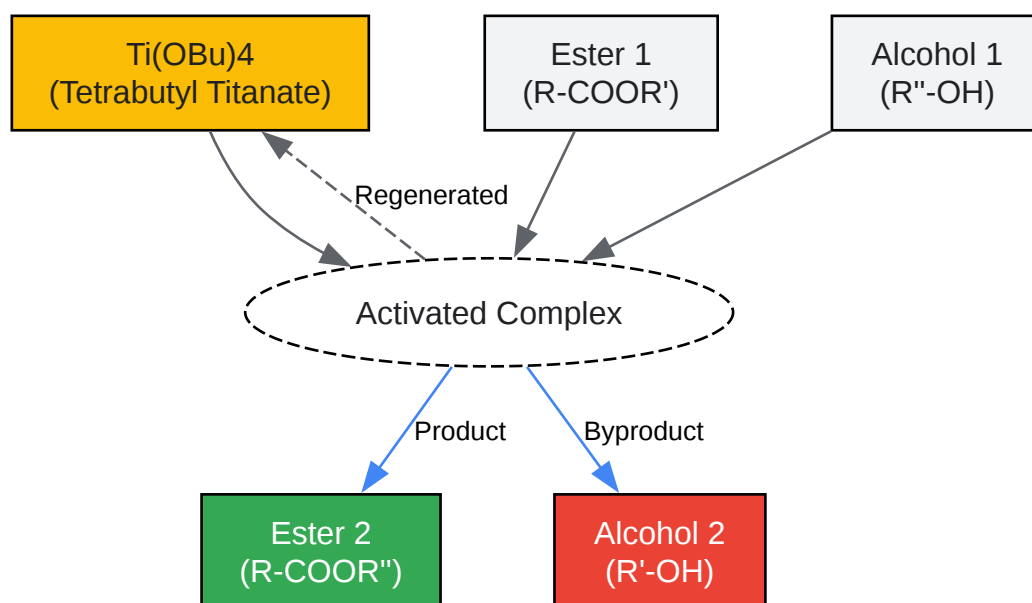 Ti(OBu)4
(Tetrabutyl Titanate)
Ester 1
(R-COOR')
Alcohol 1
(R''-OH)
Regenerated
Activated Complex
Product
Byproduct
Ester 2
(R-COOR'')
Alcohol 2
(R'-OH)